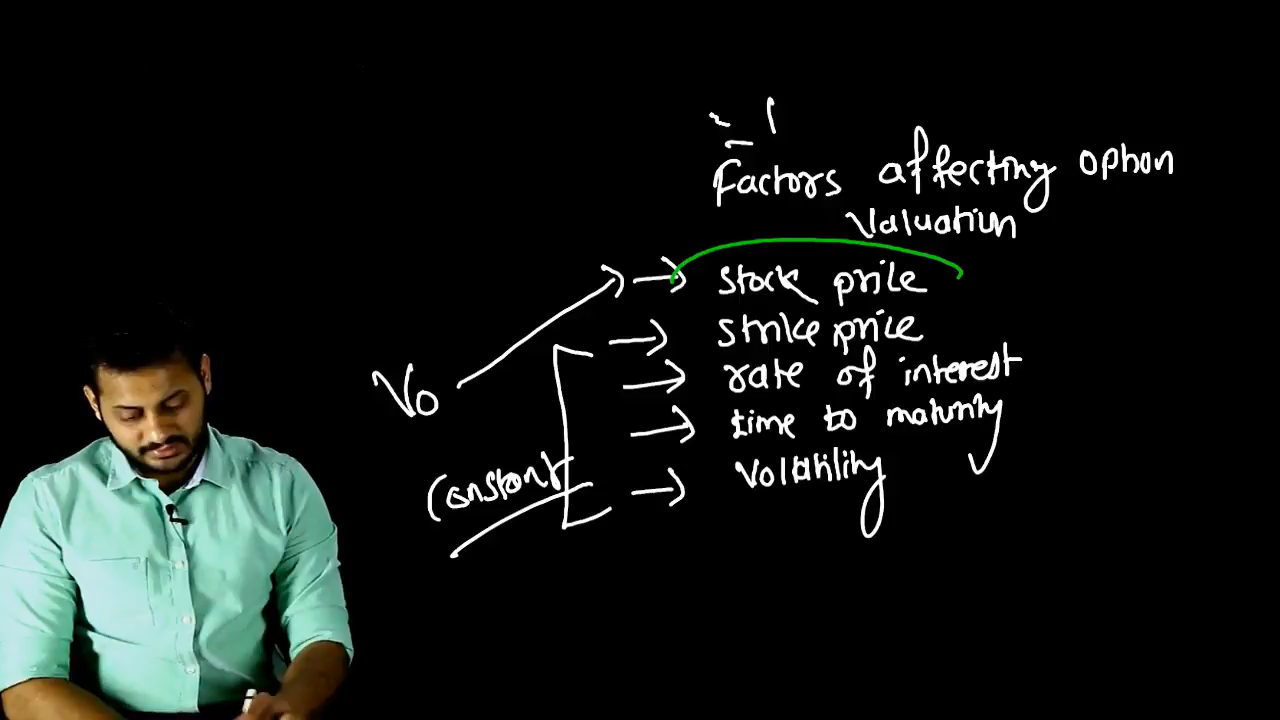 Factors affecting option
Valuation
stock price
strike price
rate of interest
time to maturity
Vo
Volatility
Constant